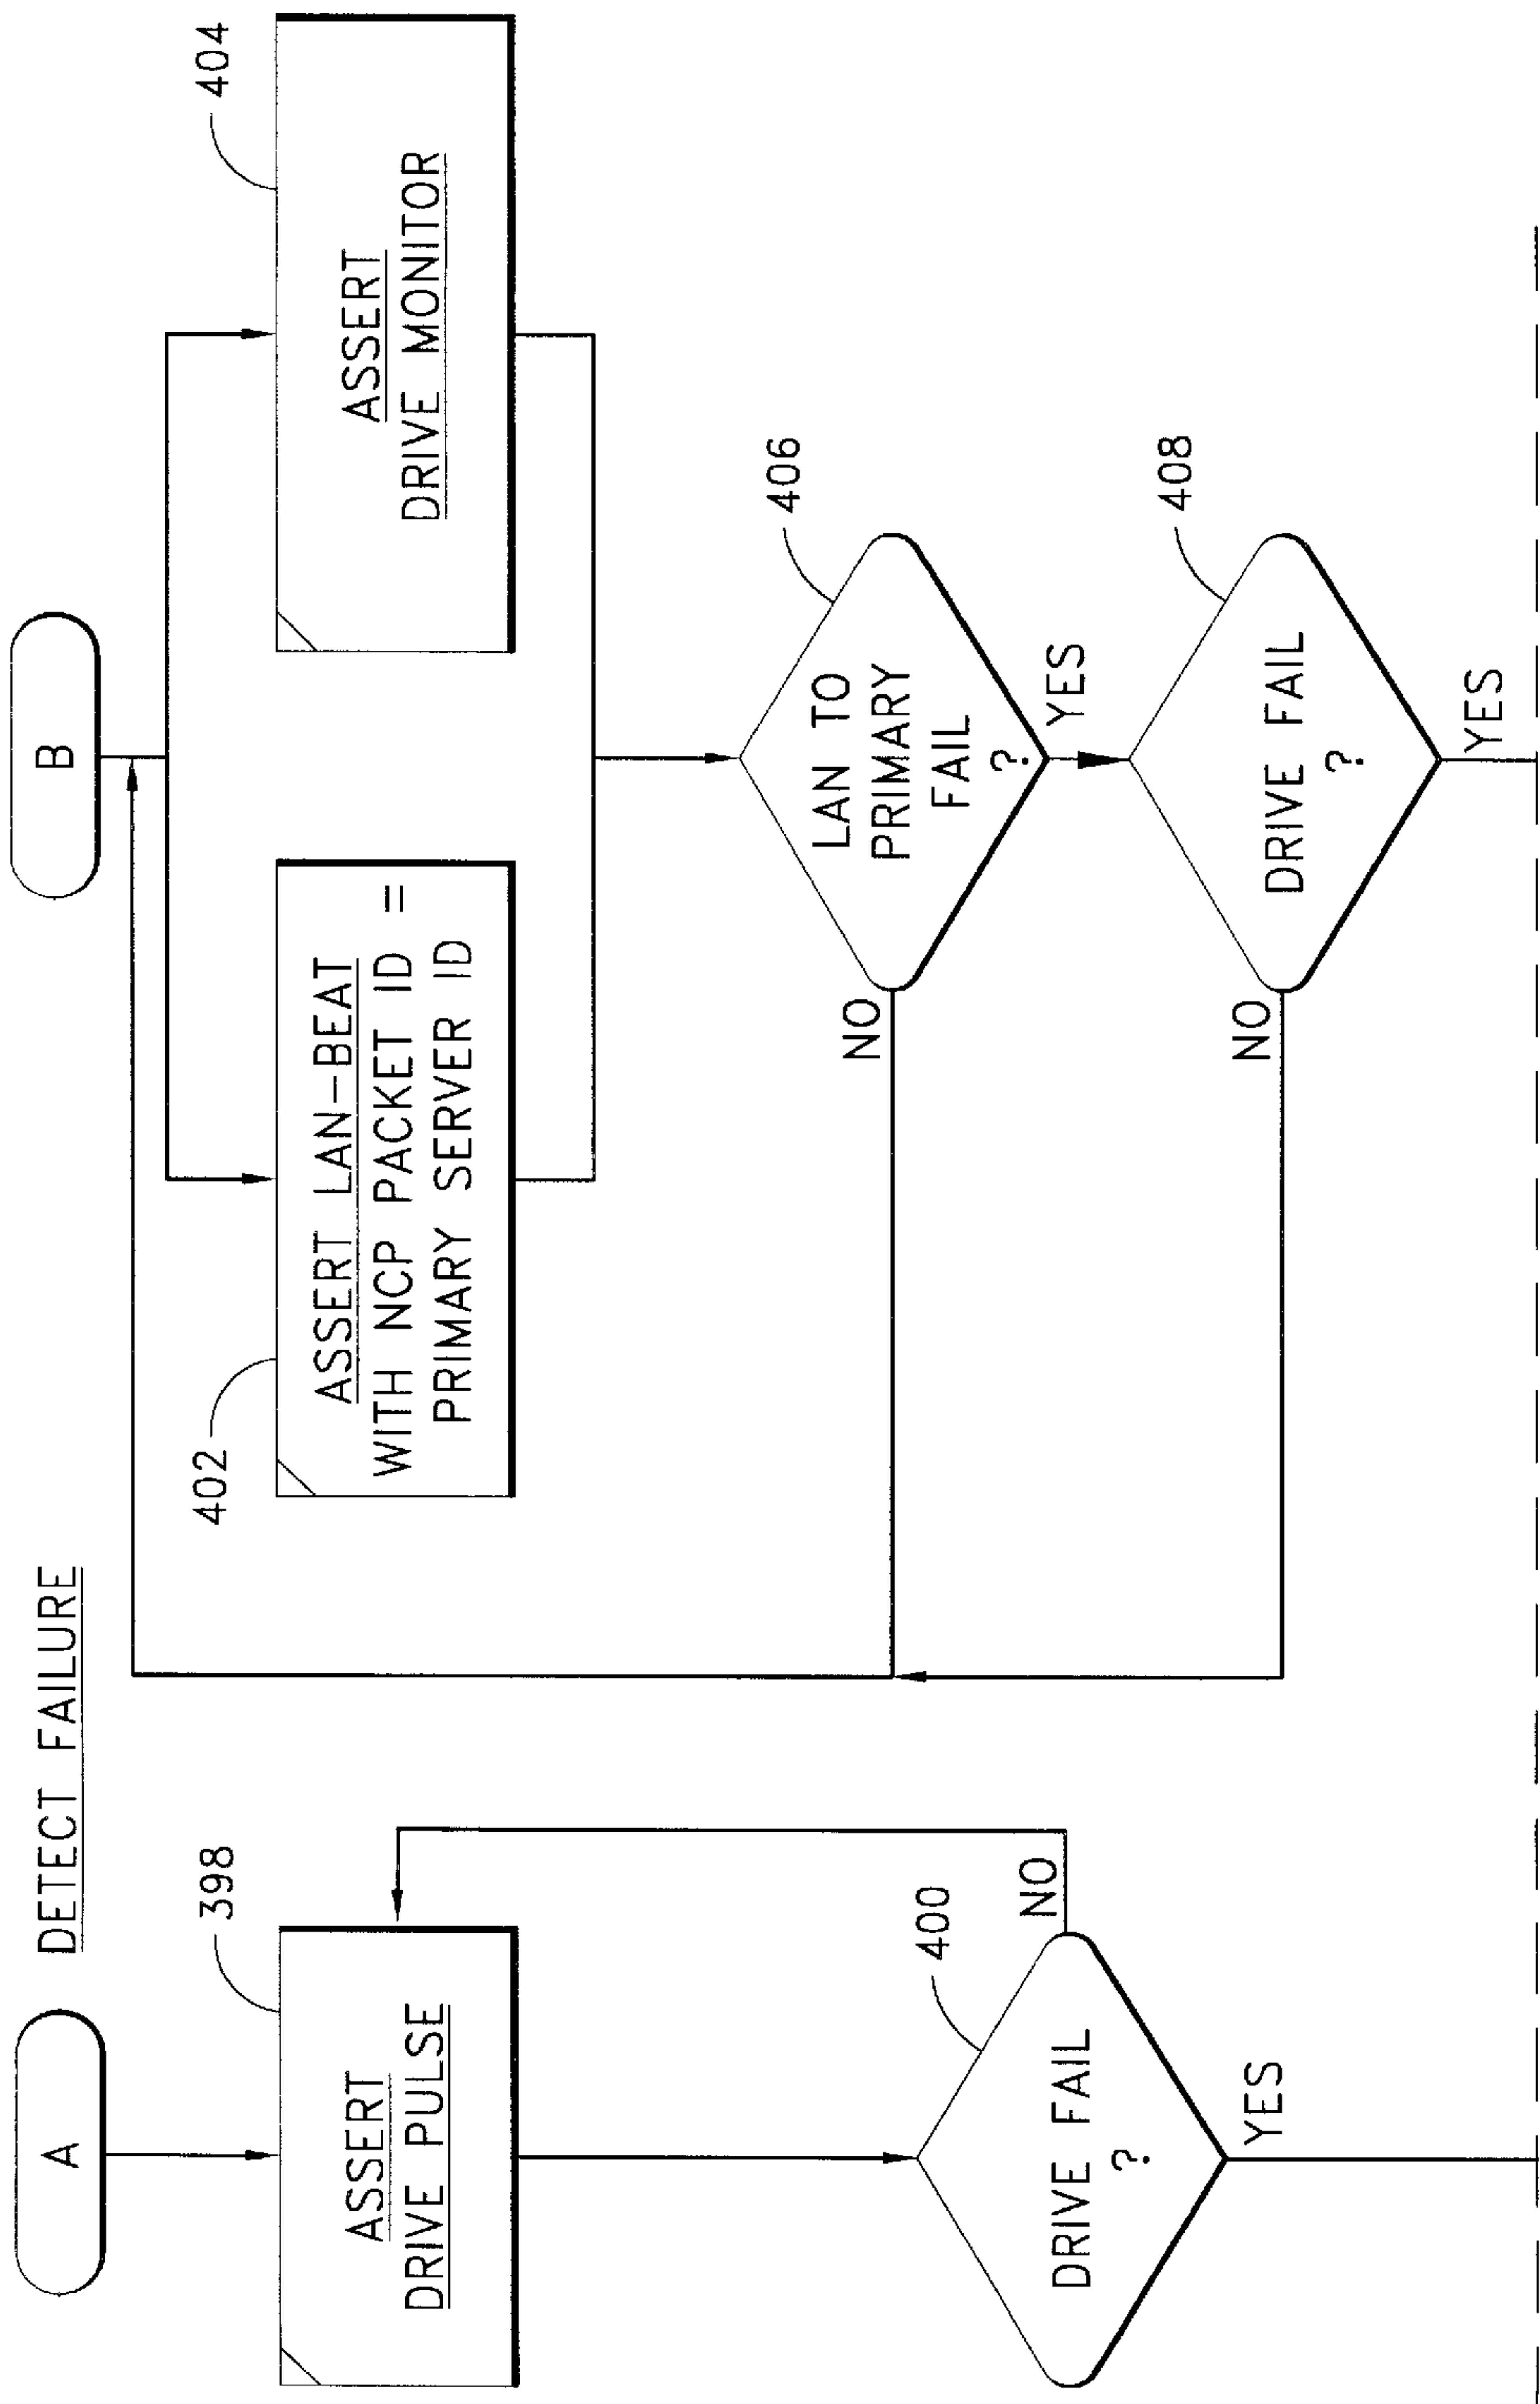 DETECT FAILURE
A
398
ASSERT
DRIVE PULSE
400
DRIVE FAIL
?
NO
YES
B
402
ASSERT LAN-BEAT
WITH NCP PACKET ID =
PRIMARY SERVER ID
404
ASSERT
DRIVE MONITOR
406
LAN TO
PRIMARY
FAIL
?
NO
YES
408
DRIVE FAIL
?
NO
YES